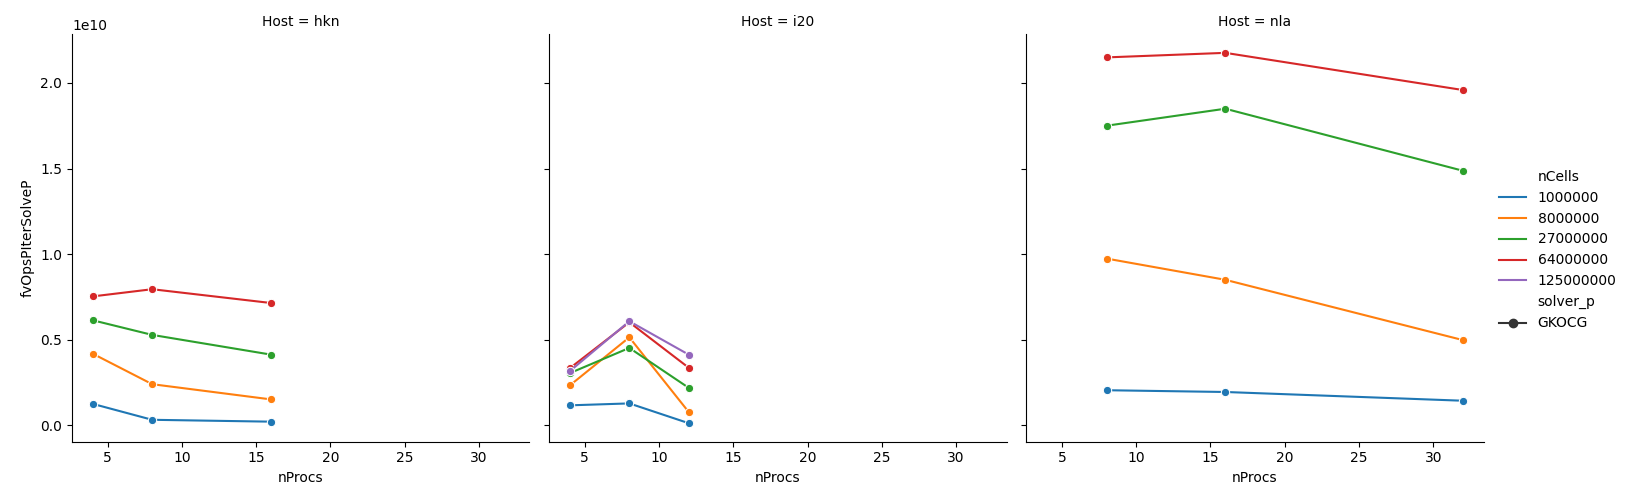 1e10
Host = hkn
Host = i20
Host = nla
fvOpsPIterSolveP
2.0
1.5
1.0
0.5
0.0
5 10 15 20 25 30
nProcs
5 10 15 20 25 30
nProcs
5 10 15 20 25 30
nProcs
nCells
1000000
8000000
27000000
64000000
125000000
solver_p
GKOCG